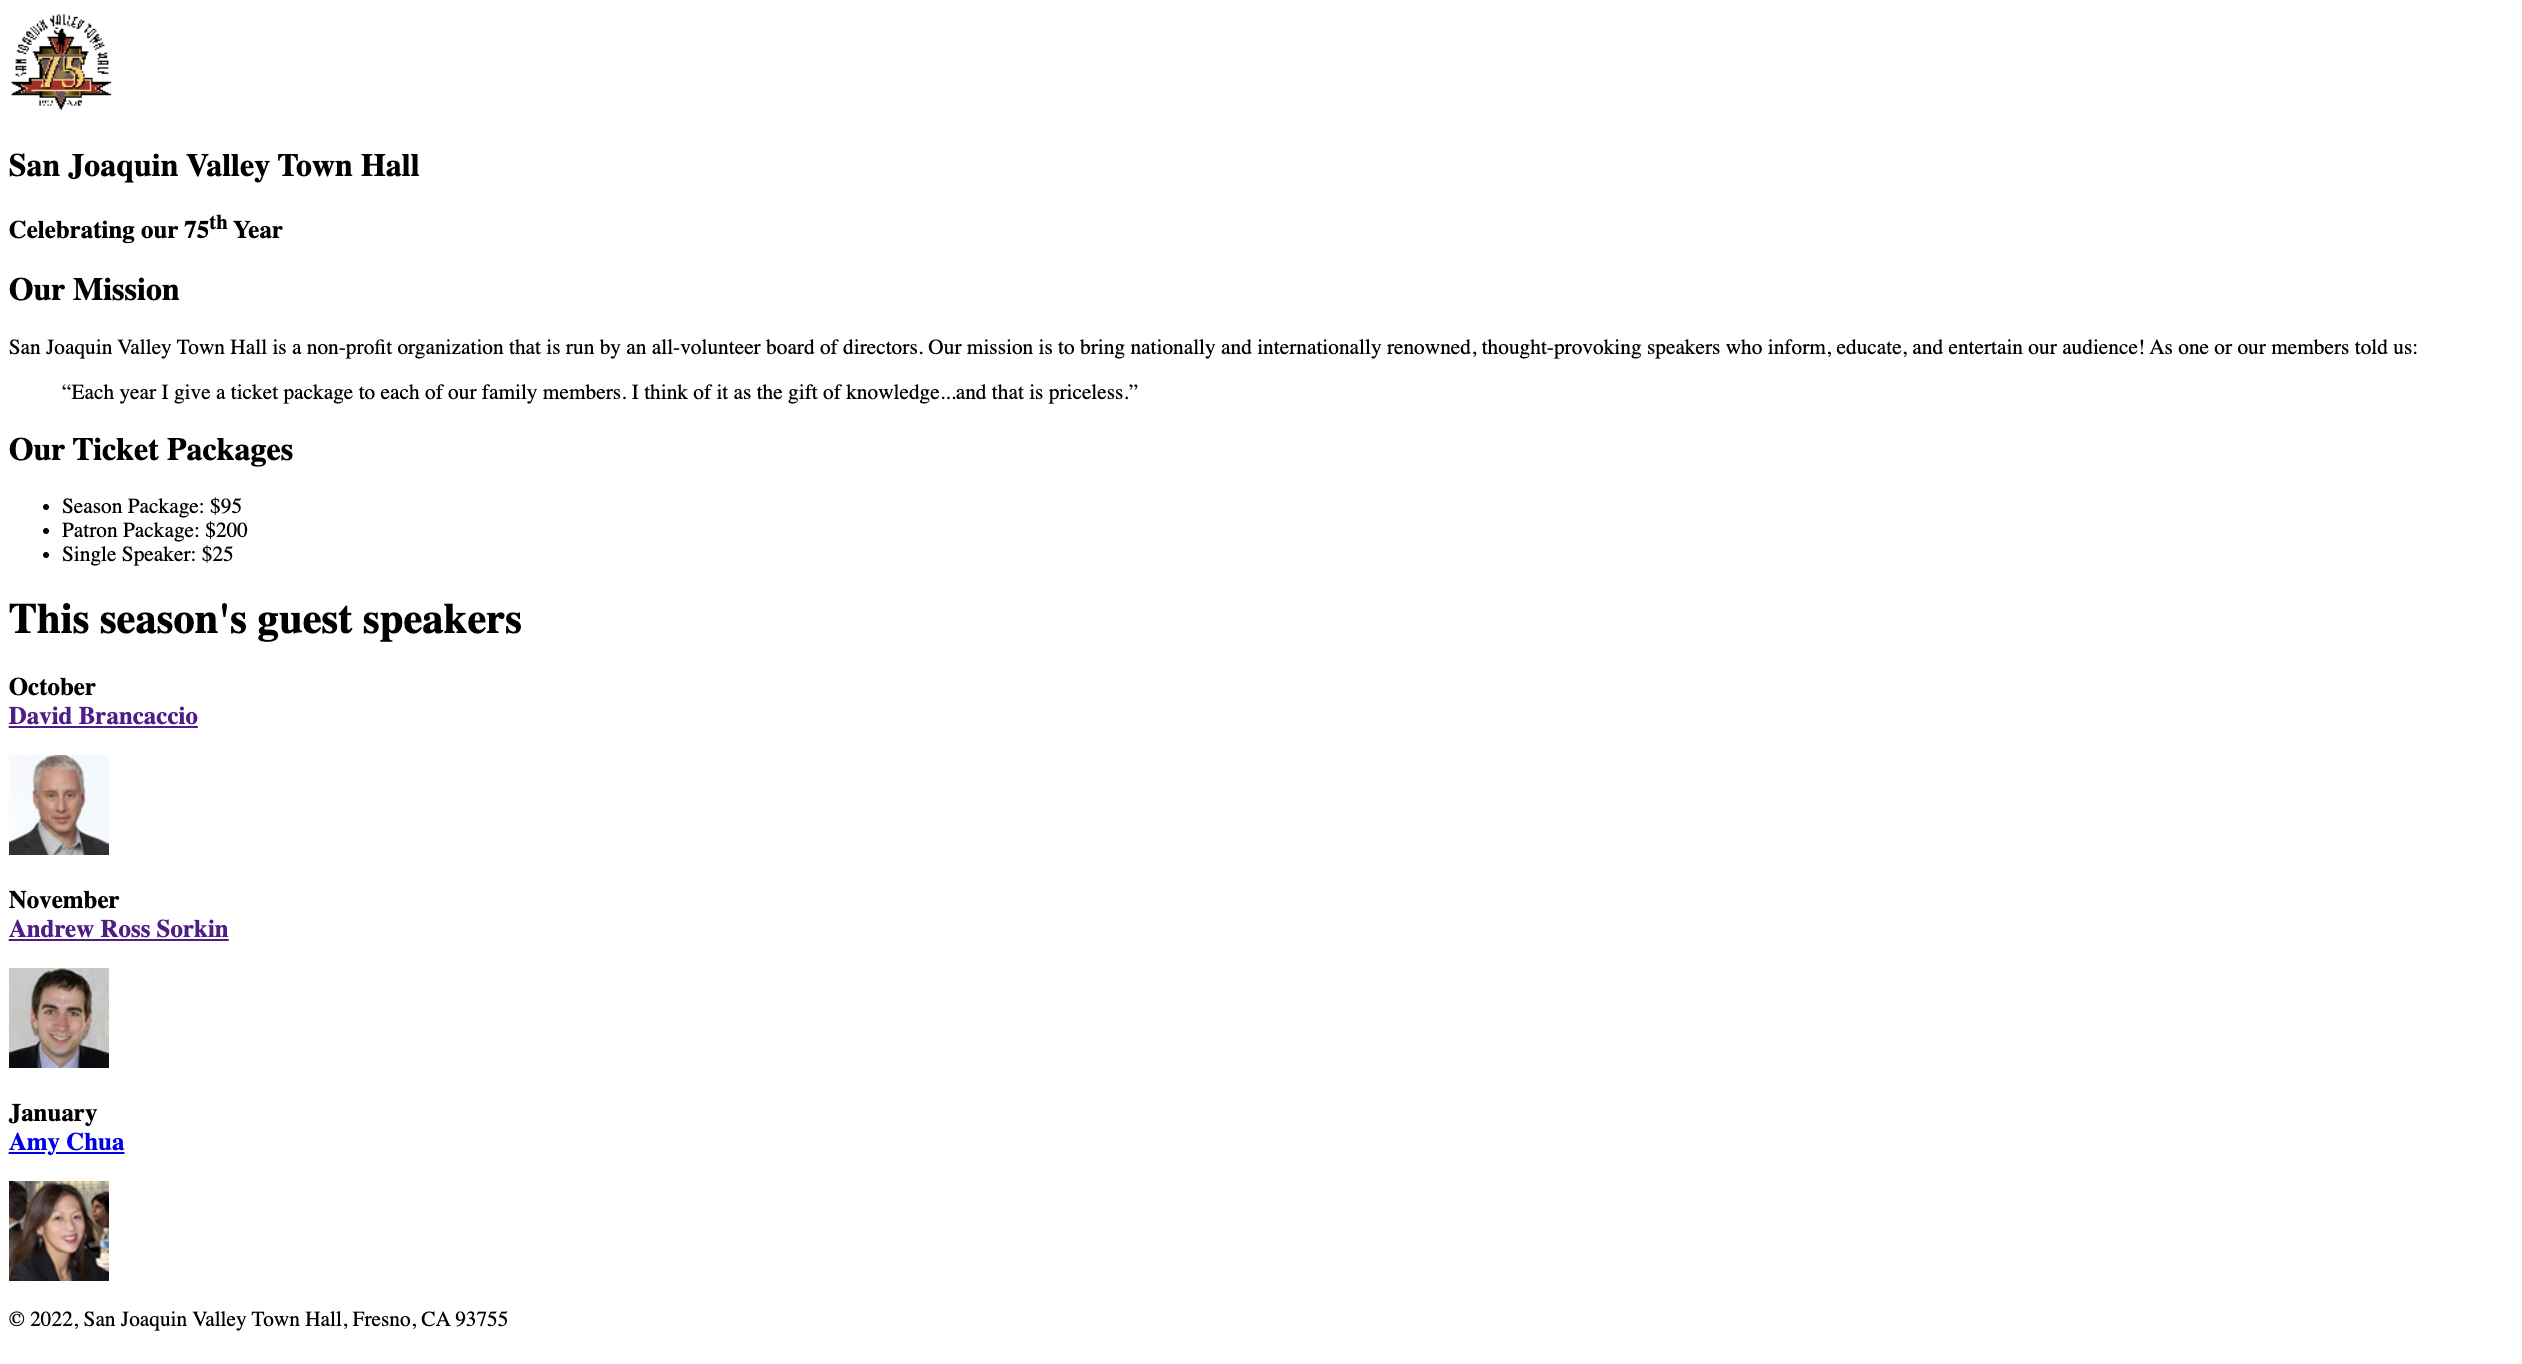 SAN JOAQUIN VALLEY TOWN HALL
75
San Joaquin Valley Town Hall
Celebrating our 75th Year
Our Mission
San Joaquin Valley Town Hall is a non-profit organization that is run by an all-volunteer board of directors. Our mission is to bring nationally and internationally renowned, thought-provoking speakers who inform, educate, and entertain our audience! As one or our members told us:
“Each year I give a ticket package to each of our family members. I think of it as the gift of knowledge...and that is priceless.”
Our Ticket Packages
• Season Package: $95
• Patron Package: $200
• Single Speaker: $25
This season's guest speakers
October
David Brancaccio
November
Andrew Ross Sorkin
January
Amy Chua
© 2022, San Joaquin Valley Town Hall, Fresno, CA 93755